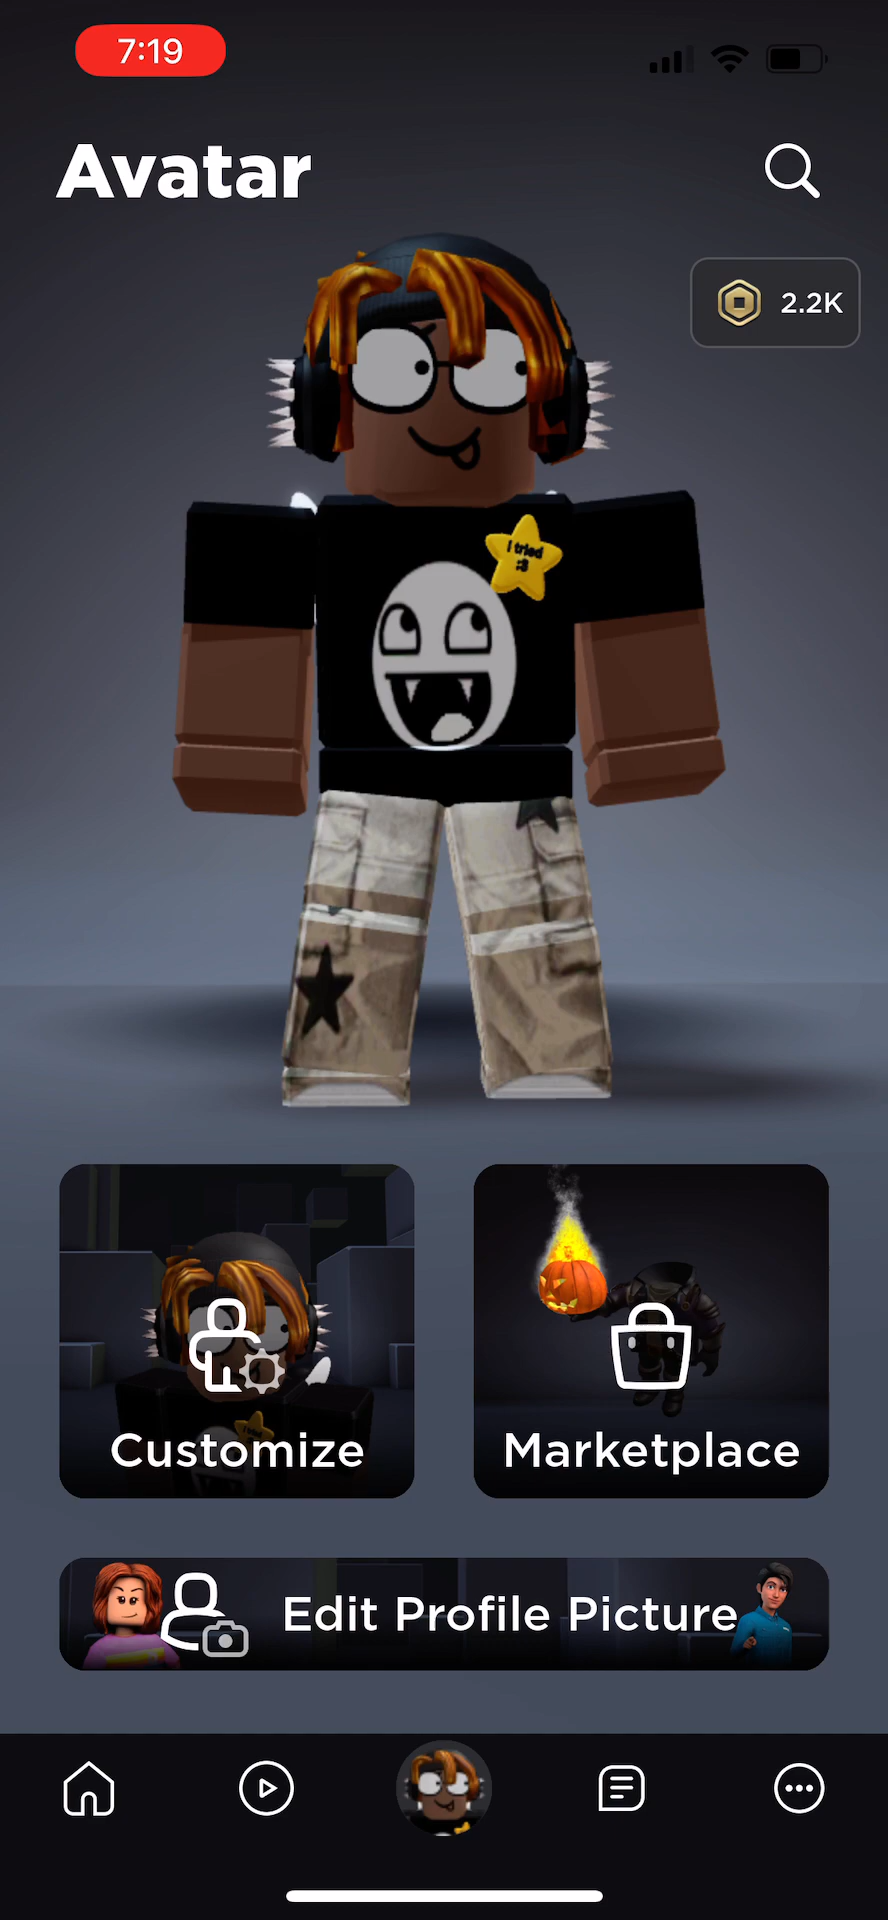 7:19
Avatar
2.2K
I tried
:3
Customize
Marketplace
Edit Profile Picture